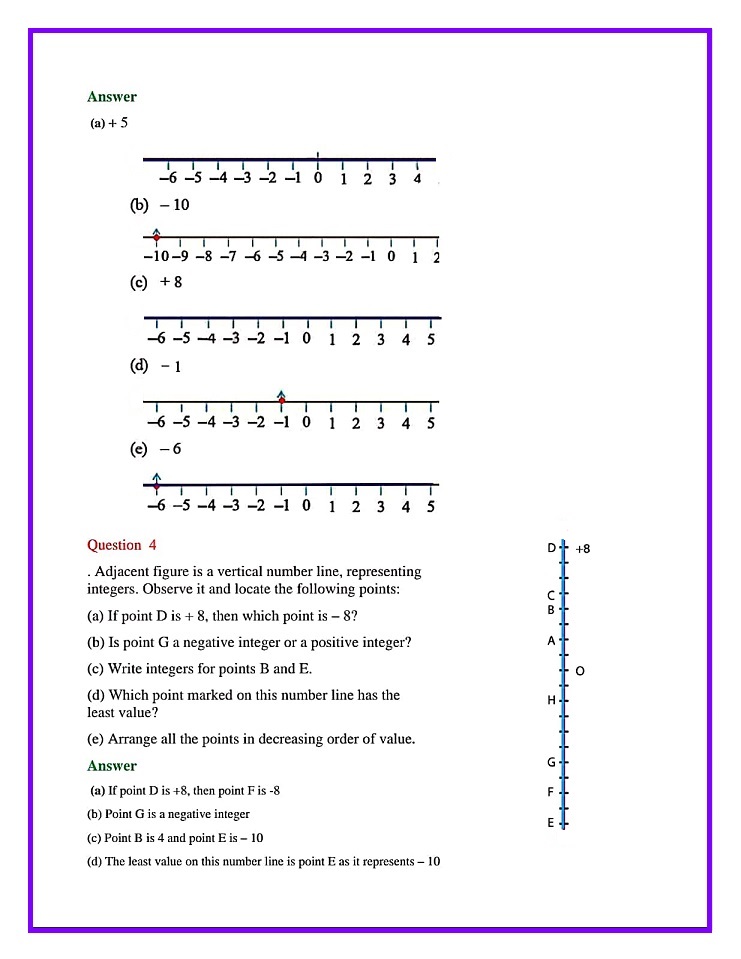 Answer
(a) + 5
–6 –5 –4 –3 –2 –1 0 1 2 3 4
(b) – 10
–10 –9 –8 –7 –6 –5 –4 –3 –2 –1 0 1 2
(c) + 8
–6 –5 –4 –3 –2 –1 0 1 2 3 4 5
(d) – 1
–6 –5 –4 –3 –2 –1 0 1 2 3 4 5
(e) – 6
–6 –5 –4 –3 –2 –1 0 1 2 3 4 5
Question 4
. Adjacent figure is a vertical number line, representing
integers. Observe it and locate the following points:
(a) If point D is + 8, then which point is – 8?
(b) Is point G a negative integer or a positive integer?
(c) Write integers for points B and E.
(d) Which point marked on this number line has the
least value?
(e) Arrange all the points in decreasing order of value.
Answer
(a) If point D is +8, then point F is -8
(b) Point G is a negative integer
(c) Point B is 4 and point E is – 10
(d) The least value on this number line is point E as it represents – 10
D +8
C
B
A
O
H
G
F
E